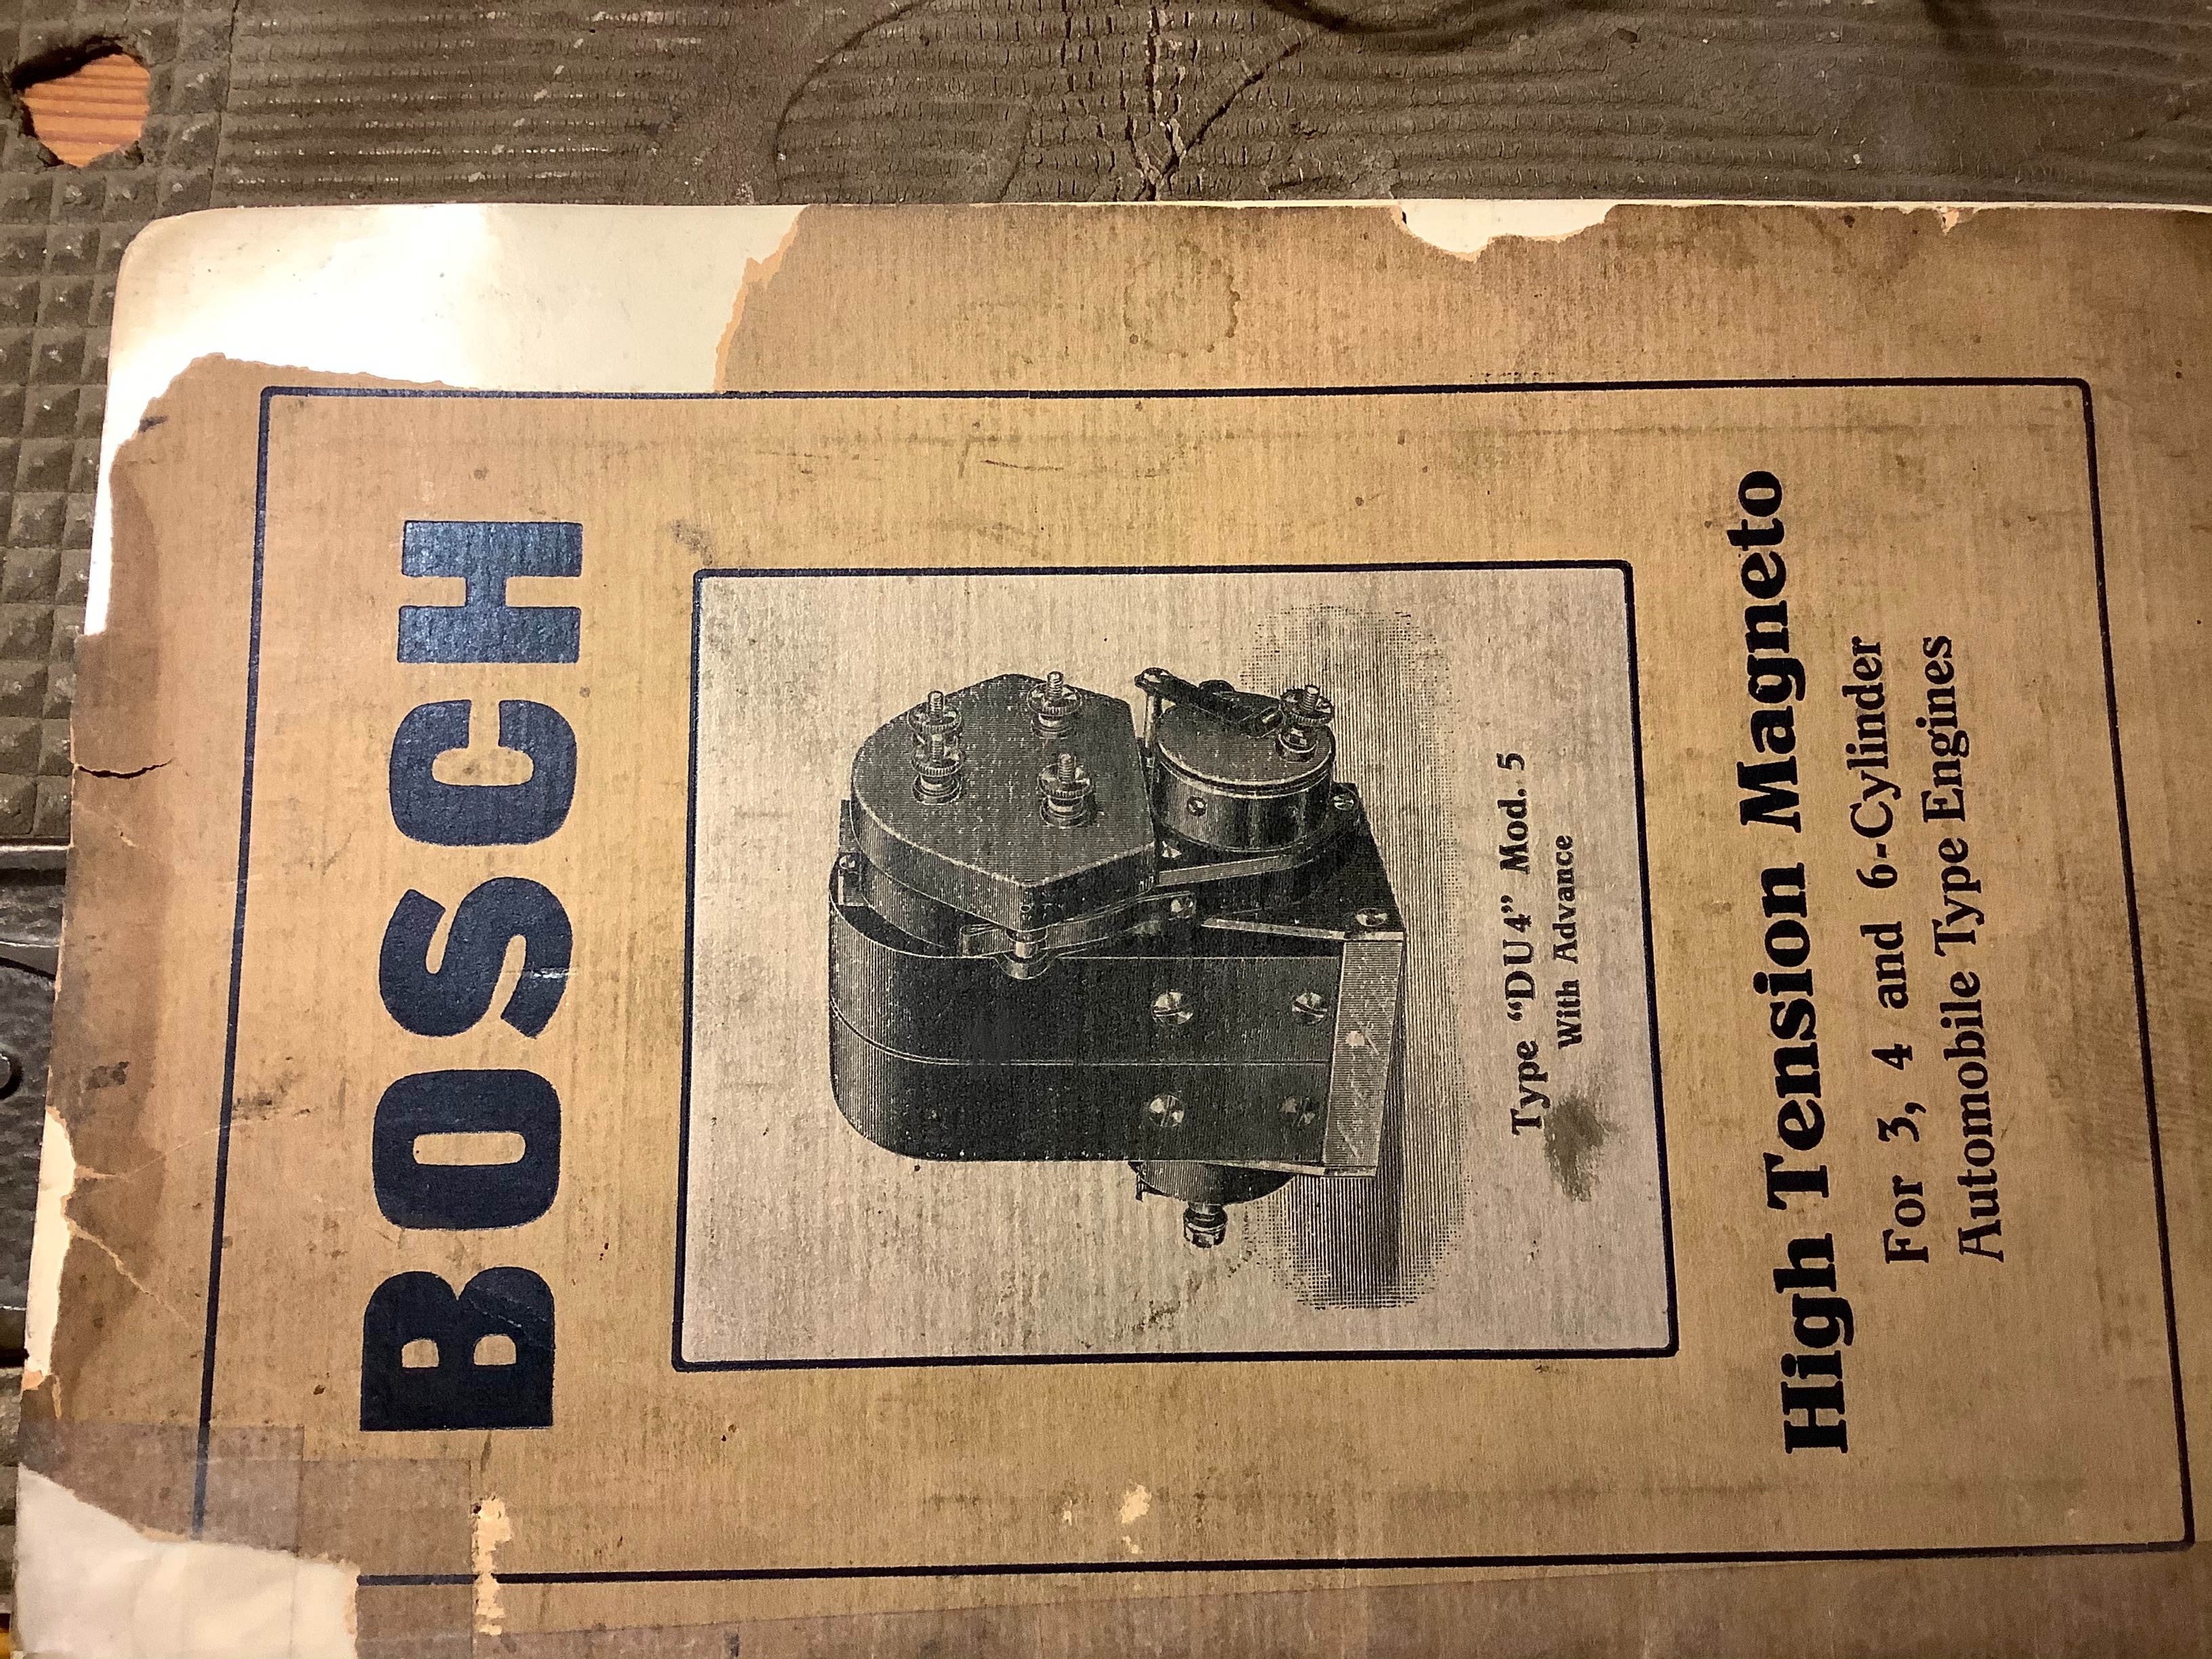 BOSCH
Type “DU4” Mod. 5
With Advance
High Tension Magneto
For 3, 4 and 6-Cylinder
Automobile Type Engines